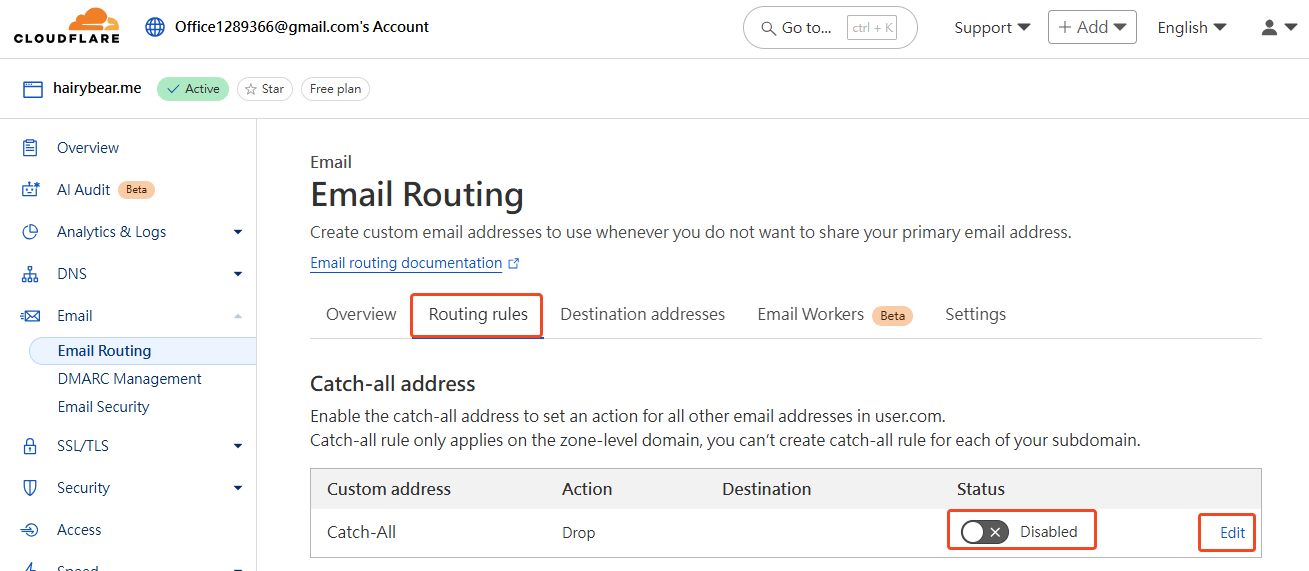 CLOUDFLARE
Office1289366@gmail.com's Account
Go to... ctrl + K
Support
+ Add
English
hairybear.me
Active
Star
Free plan
Overview
AI Audit Beta
Analytics & Logs
DNS
Email
Email Routing
DMARC Management
Email Security
SSL/TLS
Security
Access
Speed
Email
Email Routing
Create custom email addresses to use whenever you do not want to share your primary email address.
Email routing documentation
Overview Routing rules Destination addresses Email Workers Beta Settings
Catch-all address
Enable the catch-all address to set an action for all other email addresses in user.com.
Catch-all rule only applies on the zone-level domain, you can't create catch-all rule for each of your subdomain.
Custom address Action Destination Status
Catch-All Drop Disabled Edit